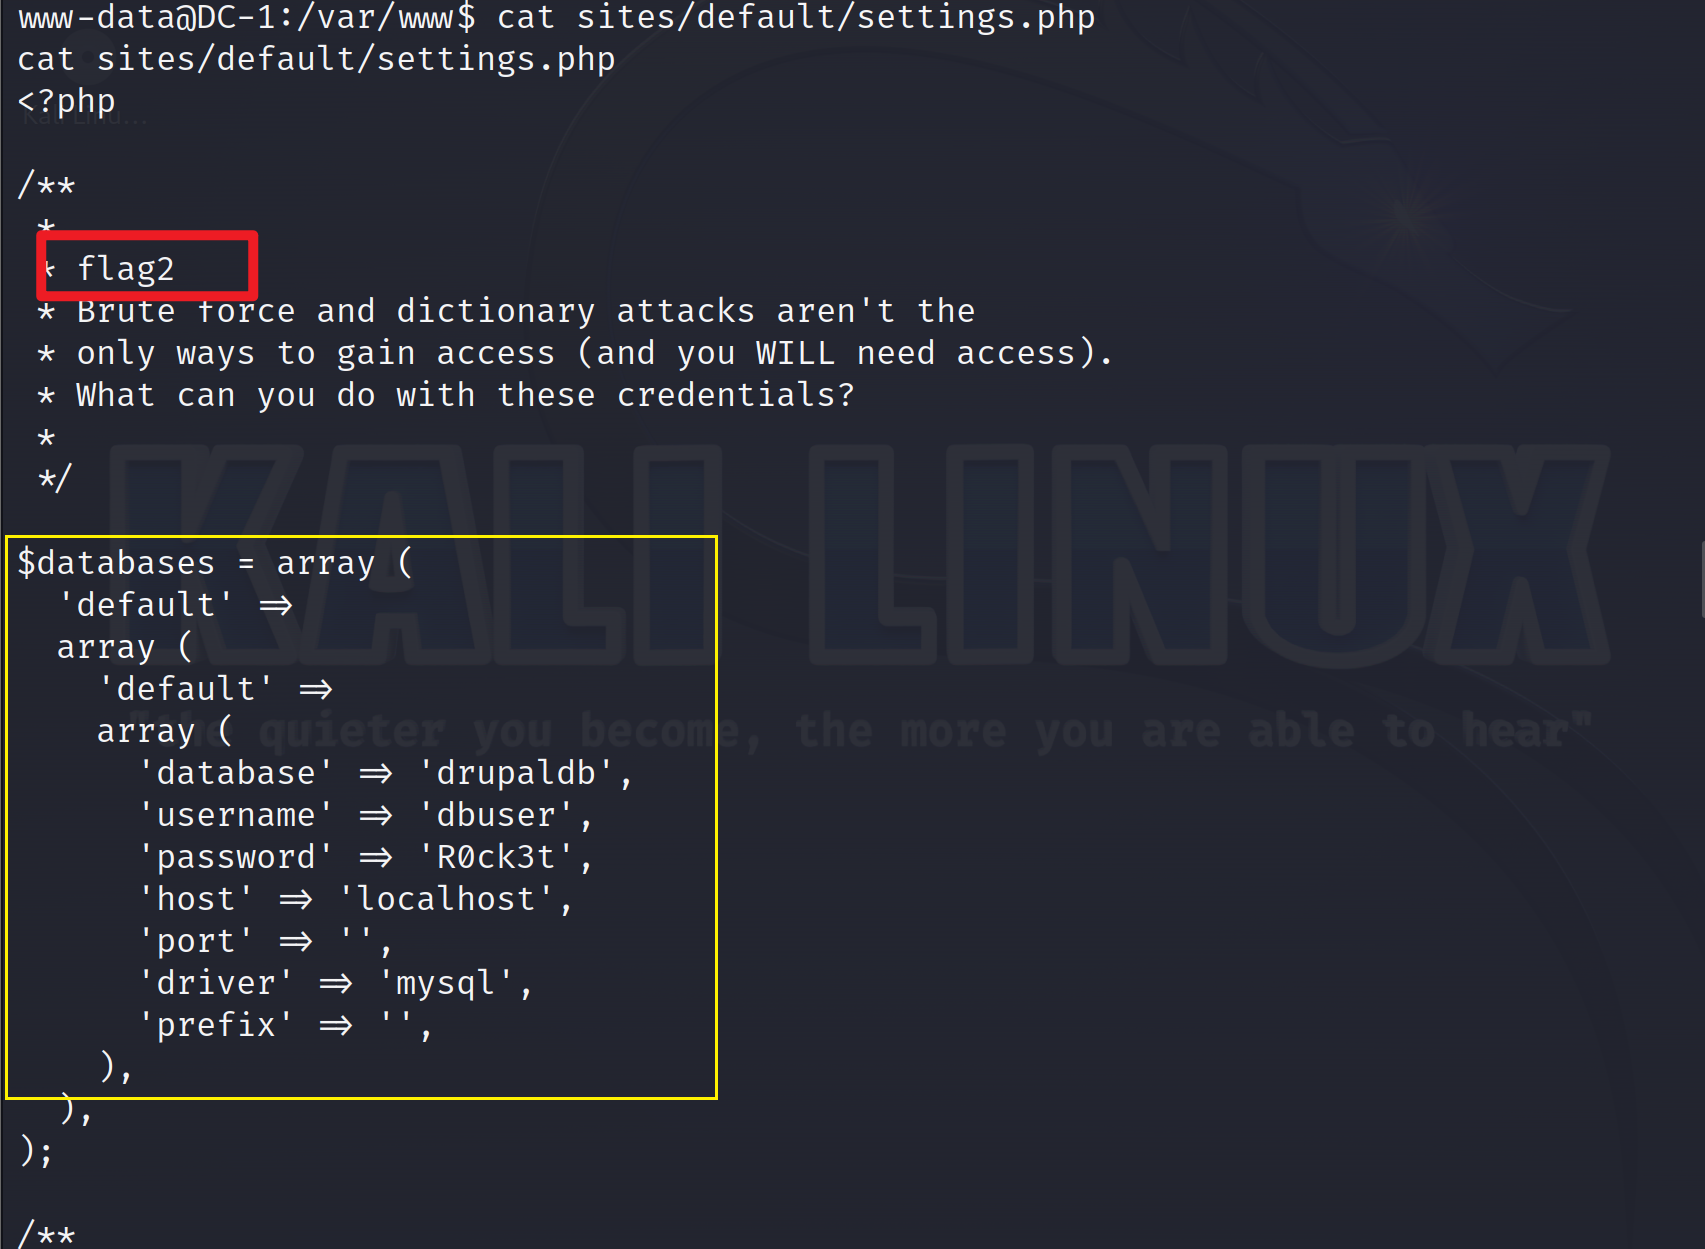 www-data@DC-1:/var/www$ cat sites/default/settings.php
cat sites/default/settings.php
<?php
Kali Linu...
/**
 *
 * flag2
 * Brute force and dictionary attacks aren't the
 * only ways to gain access (and you WILL need access).
 * What can you do with these credentials?
 *
 */
KALI LINUX
$databases = array (
  'default' =>
  array (
    'default' =>
    array (
"the quieter you become, the more you are able to hear"
      'database' => 'drupaldb',
      'username' => 'dbuser',
      'password' => 'R0ck3t',
      'host' => 'localhost',
      'port' => '',
      'driver' => 'mysql',
      'prefix' => '',
    ),
  ),
);
/**